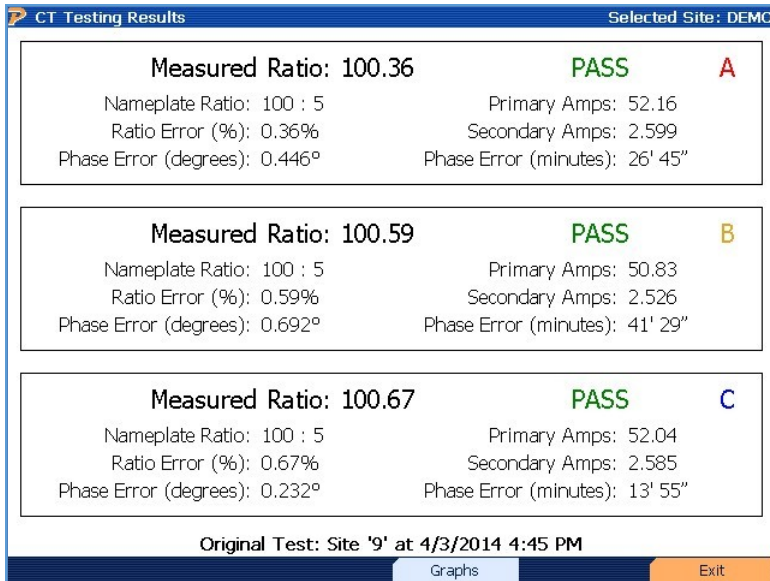 CT Testing Results Selected Site: DEMO
Measured Ratio: 100.36 PASS A
Nameplate Ratio: 100 : 5 Primary Amps: 52.16
Ratio Error (%): 0.36% Secondary Amps: 2.599
Phase Error (degrees): 0.446º Phase Error (minutes): 26' 45”
Measured Ratio: 100.59 PASS B
Nameplate Ratio: 100 : 5 Primary Amps: 50.83
Ratio Error (%): 0.59% Secondary Amps: 2.526
Phase Error (degrees): 0.692º Phase Error (minutes): 41' 29”
Measured Ratio: 100.67 PASS C
Nameplate Ratio: 100 : 5 Primary Amps: 52.04
Ratio Error (%): 0.67% Secondary Amps: 2.585
Phase Error (degrees): 0.232º Phase Error (minutes): 13' 55”
Original Test: Site '9' at 4/3/2014 4:45 PM
Graphs Exit